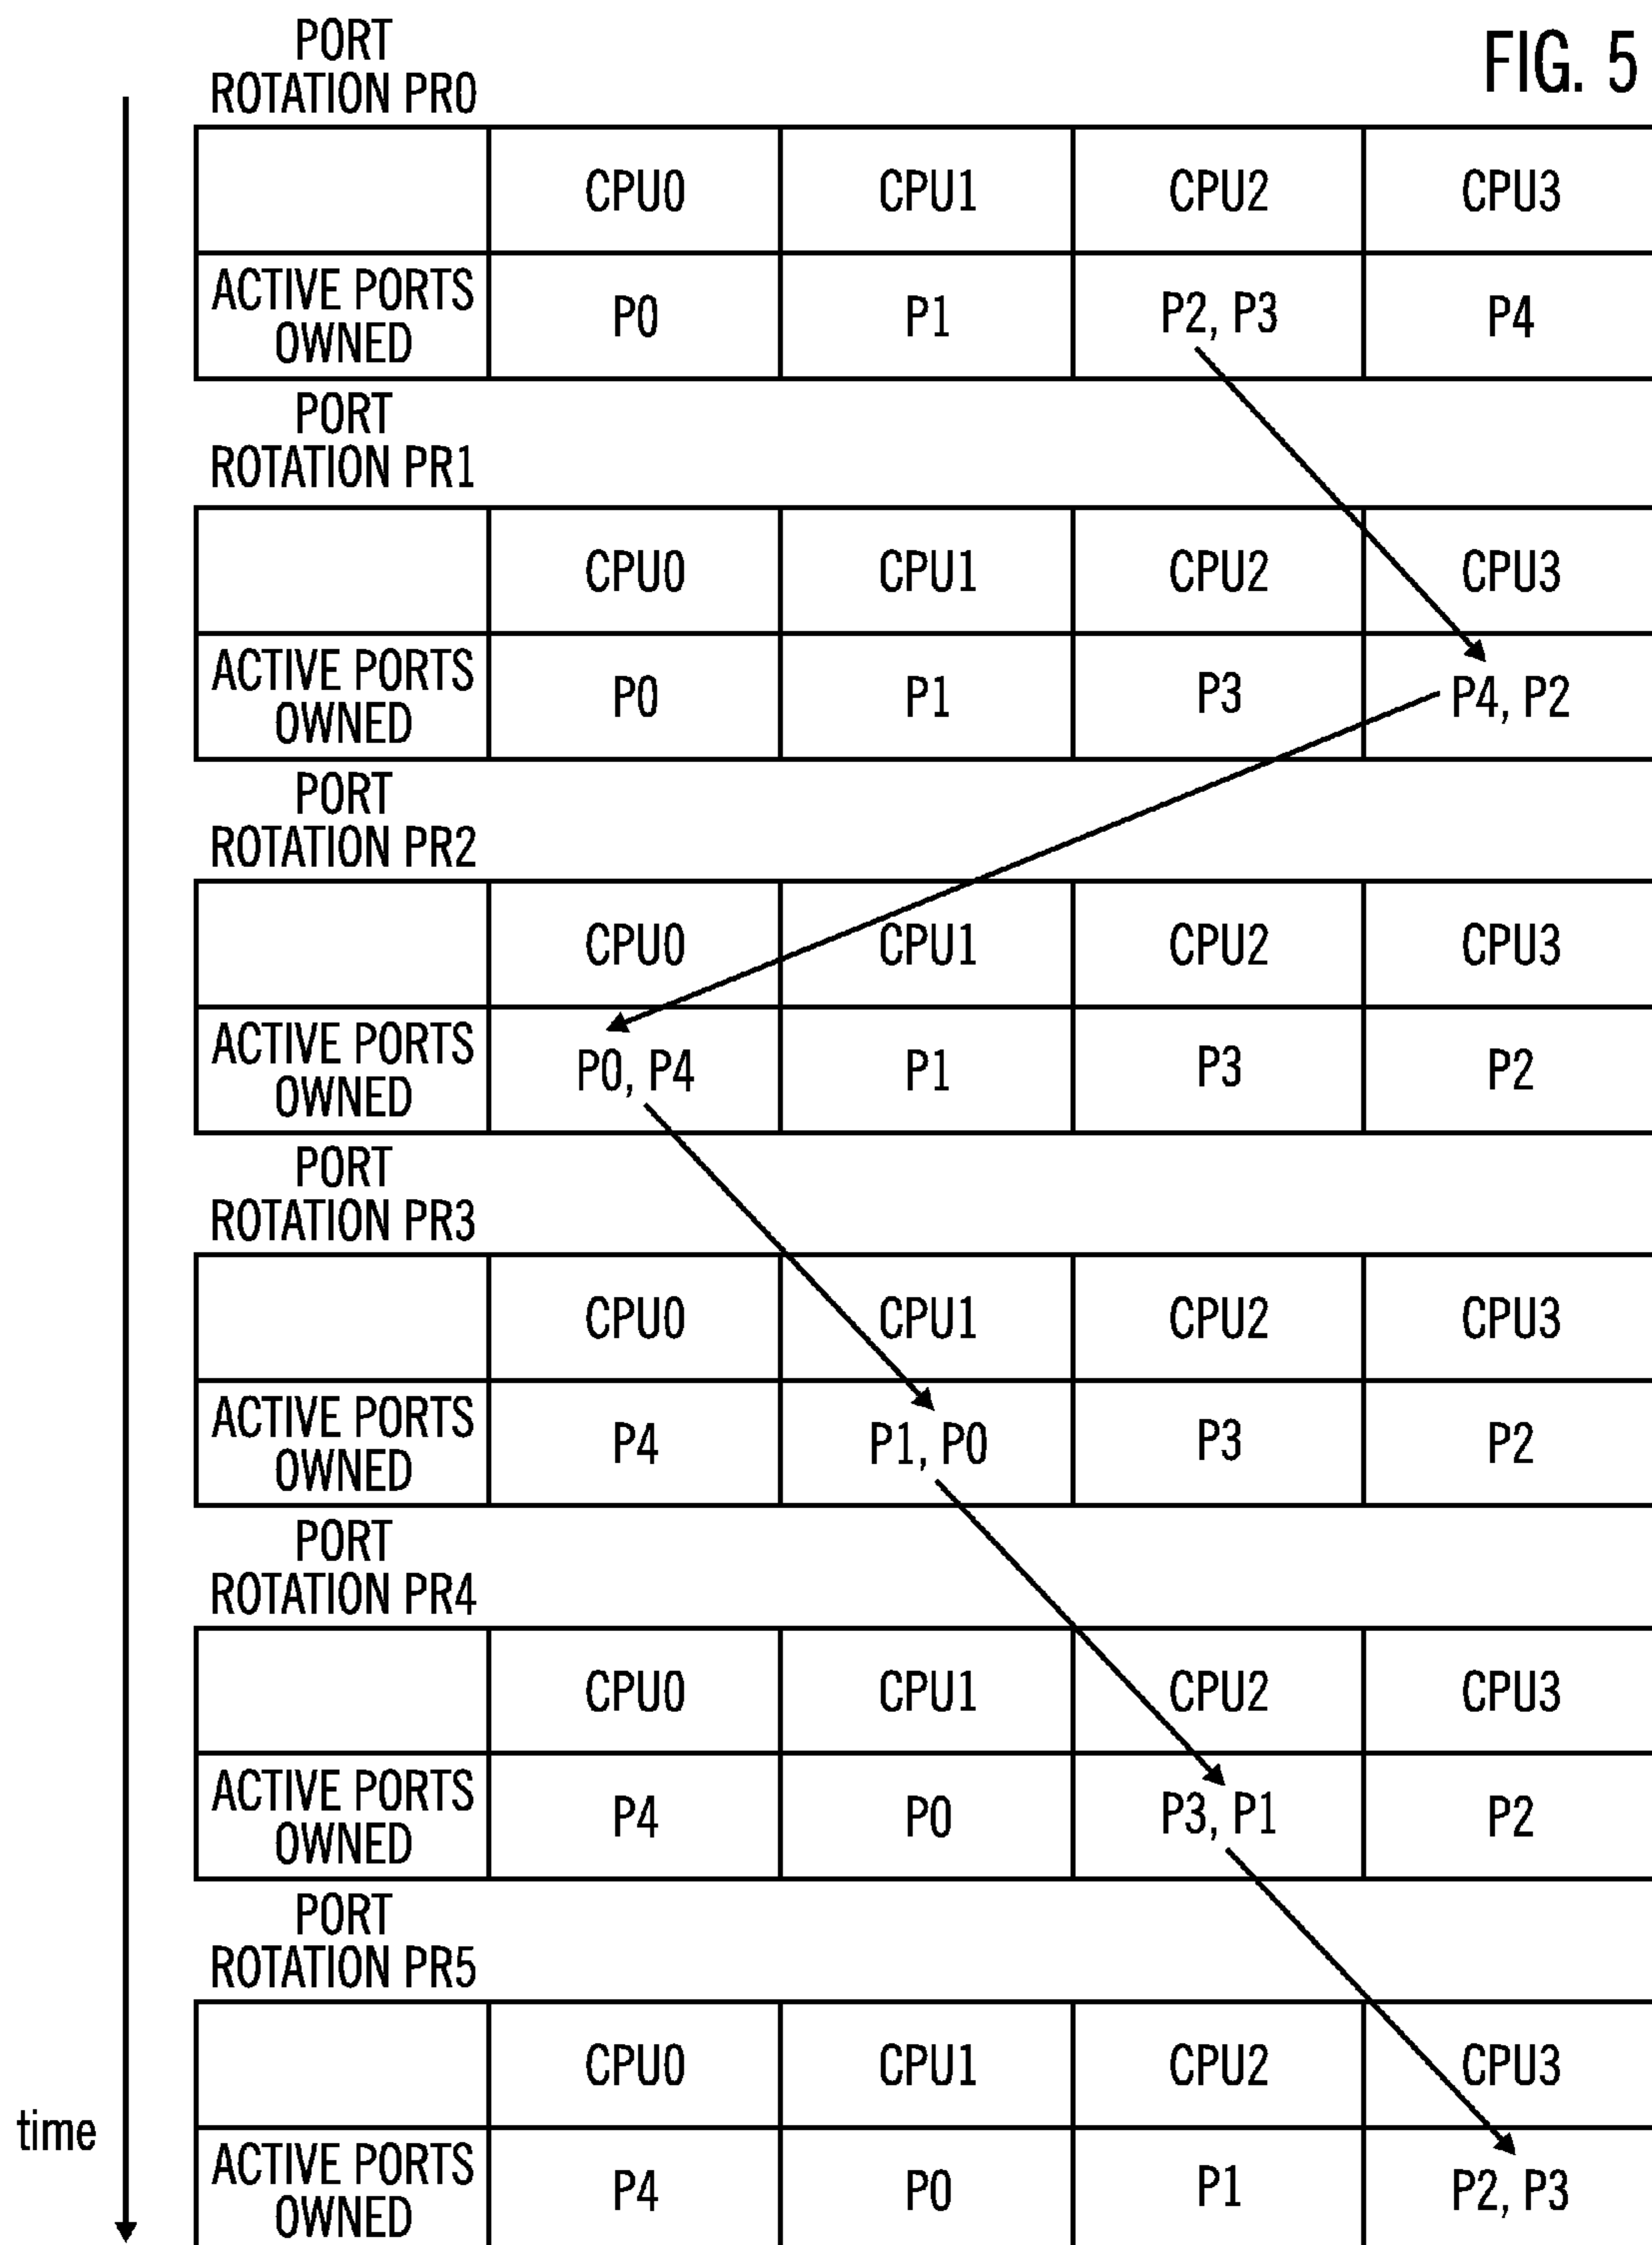 FIG. 5
PORT
ROTATION PR0
CPU0 CPU1 CPU2 CPU3
ACTIVE PORTS
OWNED
P0 P1 P2, P3 P4
PORT
ROTATION PR1
CPU0 CPU1 CPU2 CPU3
ACTIVE PORTS
OWNED
P0 P1 P3 P4, P2
PORT
ROTATION PR2
CPU0 CPU1 CPU2 CPU3
ACTIVE PORTS
OWNED
P0, P4 P1 P3 P2
PORT
ROTATION PR3
CPU0 CPU1 CPU2 CPU3
ACTIVE PORTS
OWNED
P4 P1, P0 P3 P2
PORT
ROTATION PR4
CPU0 CPU1 CPU2 CPU3
ACTIVE PORTS
OWNED
P4 P0 P3, P1 P2
PORT
ROTATION PR5
CPU0 CPU1 CPU2 CPU3
time
ACTIVE PORTS
OWNED
P4 P0 P1 P2, P3